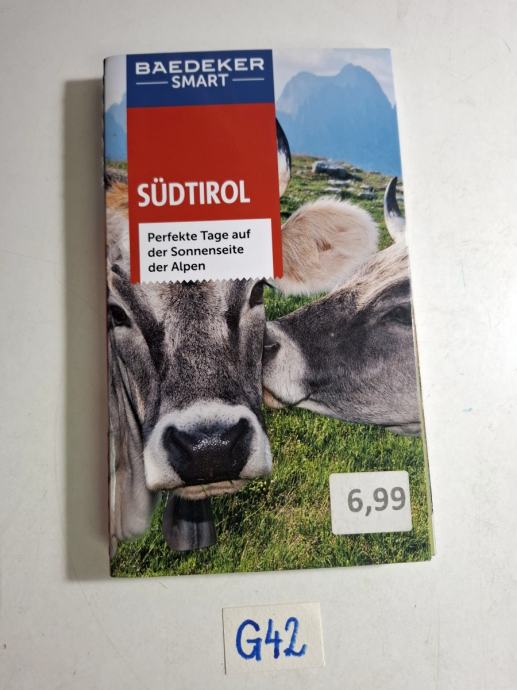 BAEDEKER
SMART
SÜDTIROL
Perfekte Tage auf
der Sonnenseite
der Alpen
6,99
G42